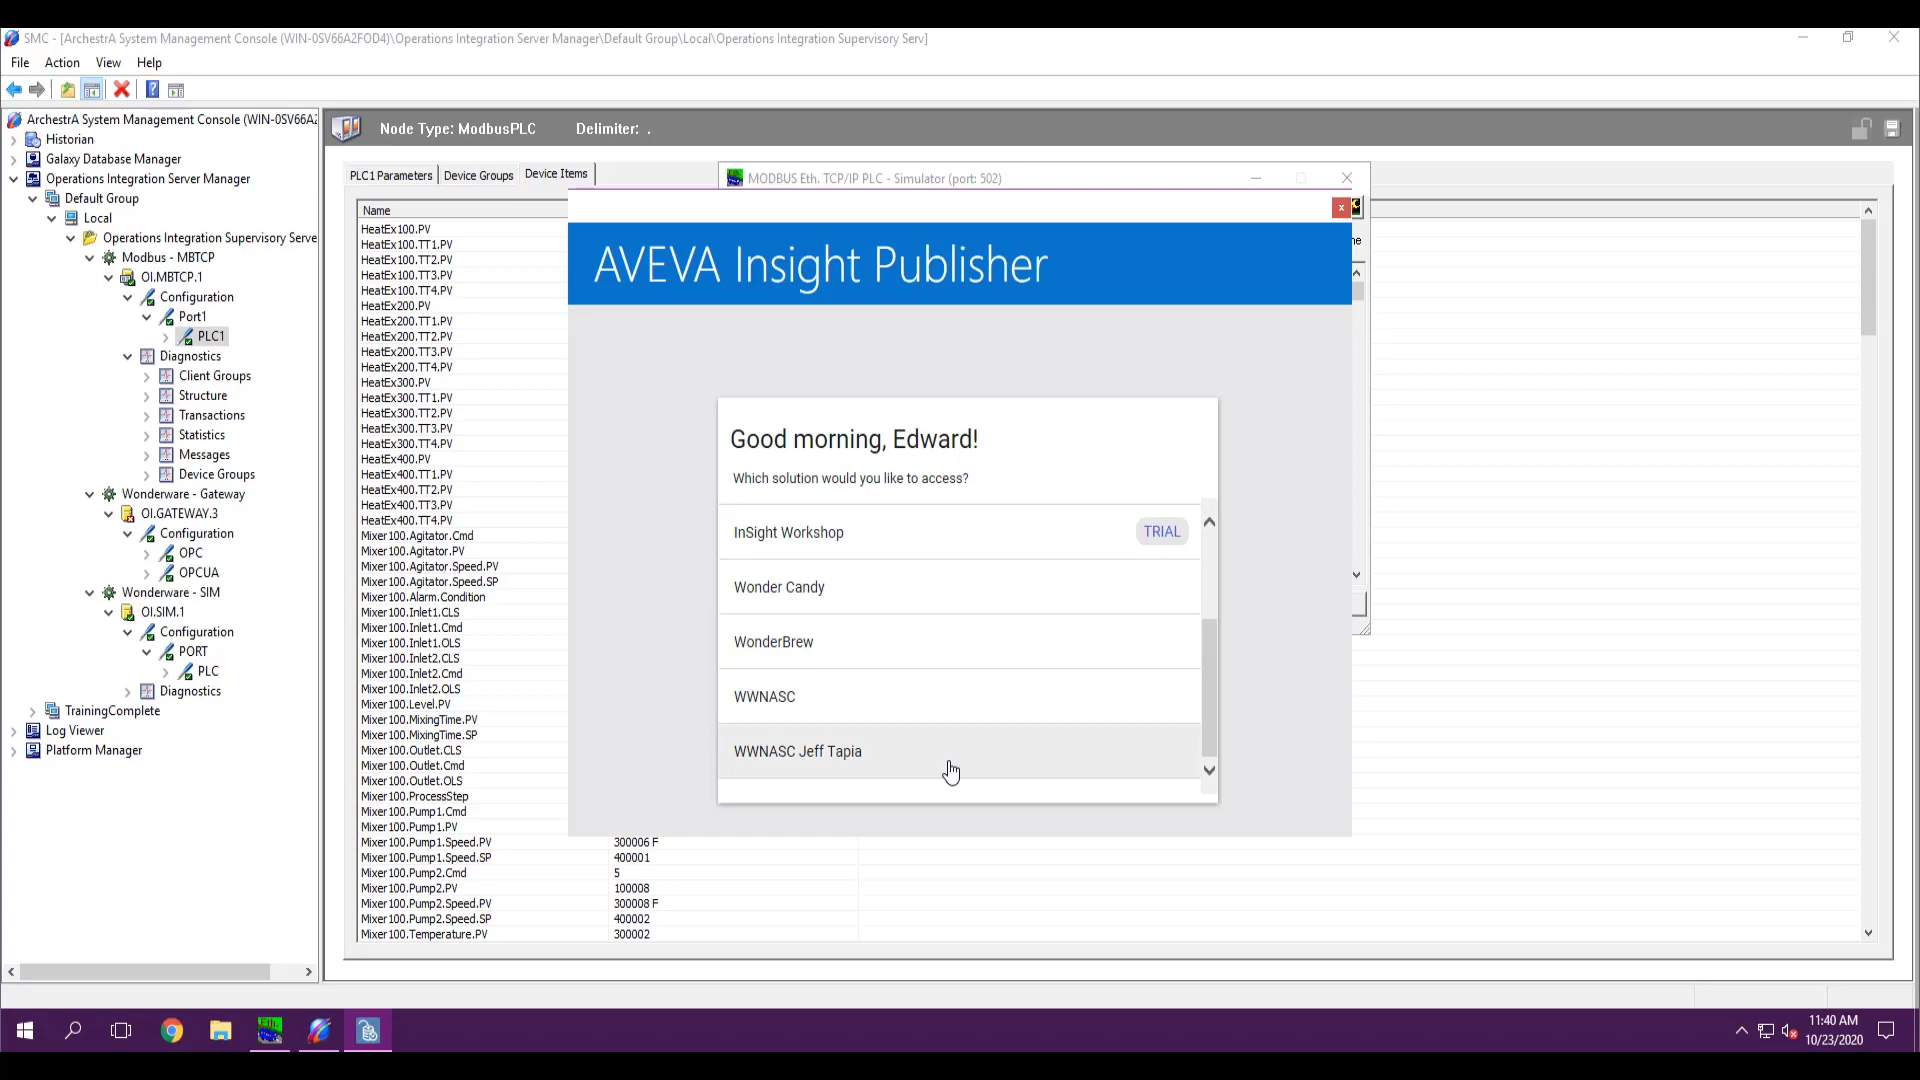 SMC - [ArchestrA System Management Console (WIN-0SV66A2FOD4)\Operations Integration Server Manager\Default Group\Local\Operations Integration Supervisory Serv]
File Action View Help
ArchestrA System Management Console (WIN-0SV66A2
Historian
Galaxy Database Manager
Operations Integration Server Manager
Default Group
Local
Operations Integration Supervisory Serve
Modbus - MBTCP
OI.MBTCP.1
Configuration
Port1
PLC1
Diagnostics
Client Groups
Structure
Transactions
Statistics
Messages
Device Groups
Wonderware - Gateway
OI.GATEWAY.3
Configuration
OPC
OPCUA
Wonderware - SIM
OI.SIM.1
Configuration
PORT
PLC
Diagnostics
TrainingComplete
Log Viewer
Platform Manager
Node Type: ModbusPLC Delimiter: .
PLC1 Parameters Device Groups Device Items
MODBUS Eth. TCP/IP PLC - Simulator (port: 502)
Name
HeatEx100.PV
HeatEx100.TT1.PV
HeatEx100.TT2.PV
HeatEx100.TT3.PV
HeatEx100.TT4.PV
HeatEx200.PV
HeatEx200.TT1.PV
HeatEx200.TT2.PV
HeatEx200.TT3.PV
HeatEx200.TT4.PV
HeatEx300.PV
HeatEx300.TT1.PV
HeatEx300.TT2.PV
HeatEx300.TT3.PV
HeatEx300.TT4.PV
HeatEx400.PV
HeatEx400.TT1.PV
HeatEx400.TT2.PV
HeatEx400.TT3.PV
HeatEx400.TT4.PV
Mixer100.Agitator.Cmd
Mixer100.Agitator.PV
Mixer100.Agitator.Speed.PV
Mixer100.Agitator.Speed.SP
Mixer100.Alarm.Condition
Mixer100.Inlet1.CLS
Mixer100.Inlet1.Cmd
Mixer100.Inlet1.OLS
Mixer100.Inlet2.CLS
Mixer100.Inlet2.Cmd
Mixer100.Inlet2.OLS
Mixer100.Level.PV
Mixer100.MixingTime.PV
Mixer100.MixingTime.SP
Mixer100.Outlet.CLS
Mixer100.Outlet.Cmd
Mixer100.Outlet.OLS
Mixer100.ProcessStep
Mixer100.Pump1.Cmd
Mixer100.Pump1.PV
Mixer100.Pump1.Speed.PV 300006 F
Mixer100.Pump1.Speed.SP 400001
Mixer100.Pump2.Cmd 5
Mixer100.Pump2.PV 100008
Mixer100.Pump2.Speed.PV 300008 F
Mixer100.Pump2.Speed.SP 400002
Mixer100.Temperature.PV 300002
x
ne
AVEVA Insight Publisher
Good morning, Edward!
Which solution would you like to access?
InSight Workshop TRIAL
Wonder Candy
WonderBrew
WWNASC
WWNASC Jeff Tapia
Eth.
11:40 AM
10/23/2020